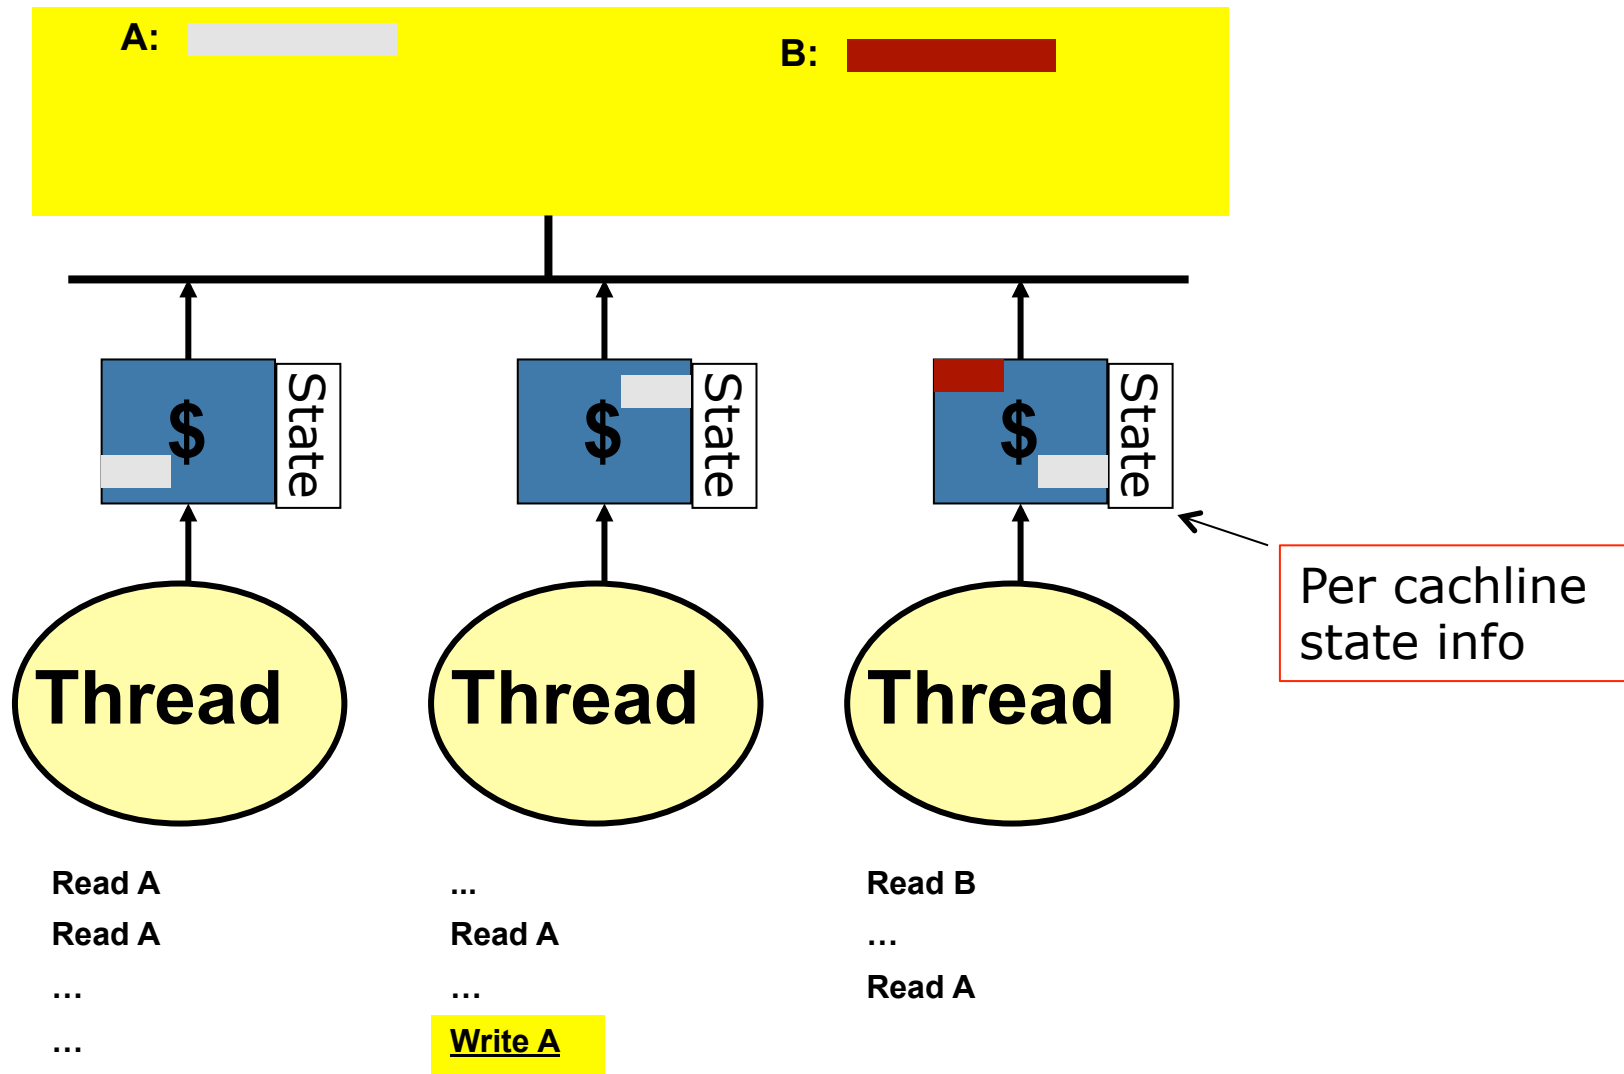 A:
B:
$ State
$ State
$ State
Per cachline
state info
Thread
Thread
Thread
Read A
...
Read B
Read A
Read A
…
…
…
Read A
…
Write A